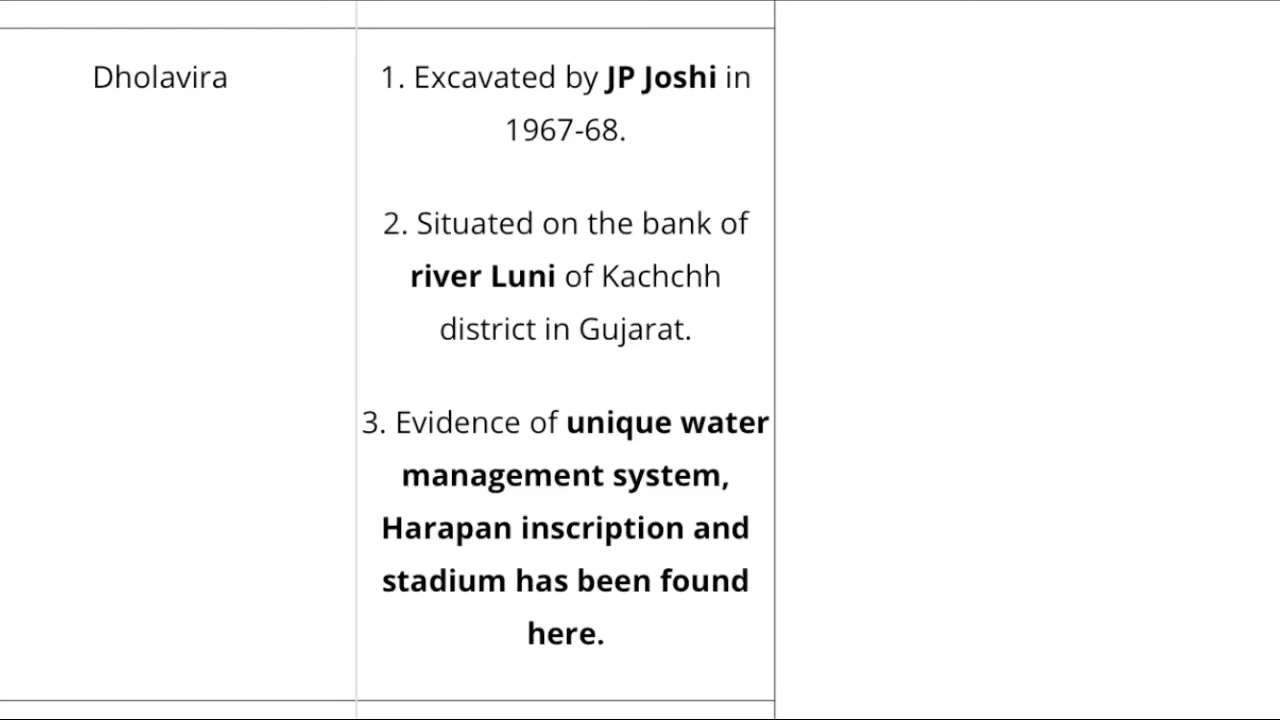 Dholavira
1. Excavated by JP Joshi in
1967-68.
2. Situated on the bank of
river Luni of Kachchh
district in Gujarat.
3. Evidence of unique water
management system,
Harapan inscription and
stadium has been found
here.